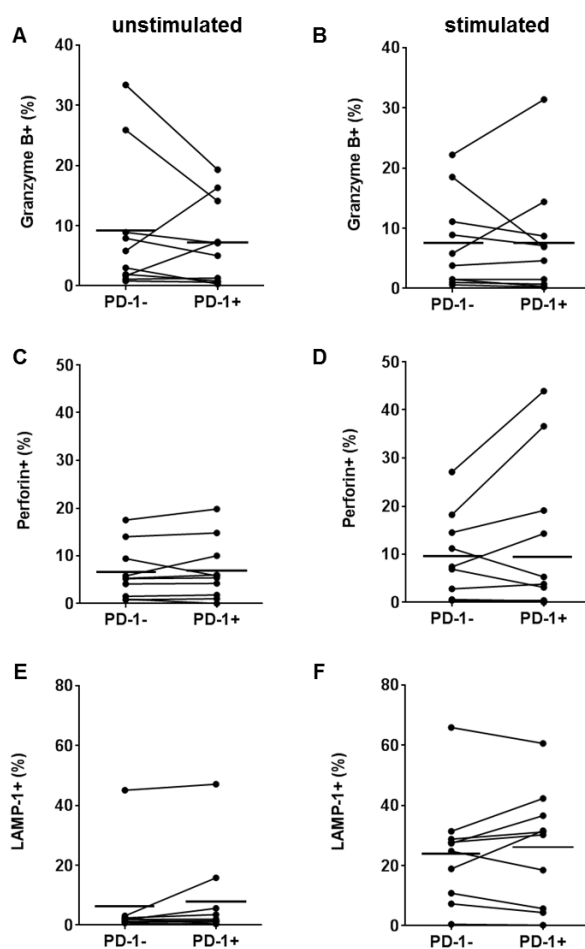 unstimulated
stimulated
A
Granzyme B+ (%)
40
30
20
10
0
PD-1- PD-1+
B
Granzyme B+ (%)
40
30
20
10
0
PD-1- PD-1+
C
Perforin+ (%)
50
40
30
20
10
0
PD-1- PD-1+
D
Perforin+ (%)
50
40
30
20
10
0
PD-1- PD-1+
E
LAMP-1+ (%)
80
60
40
20
0
PD-1- PD-1+
F
LAMP-1+ (%)
80
60
40
20
0
PD-1- PD-1+